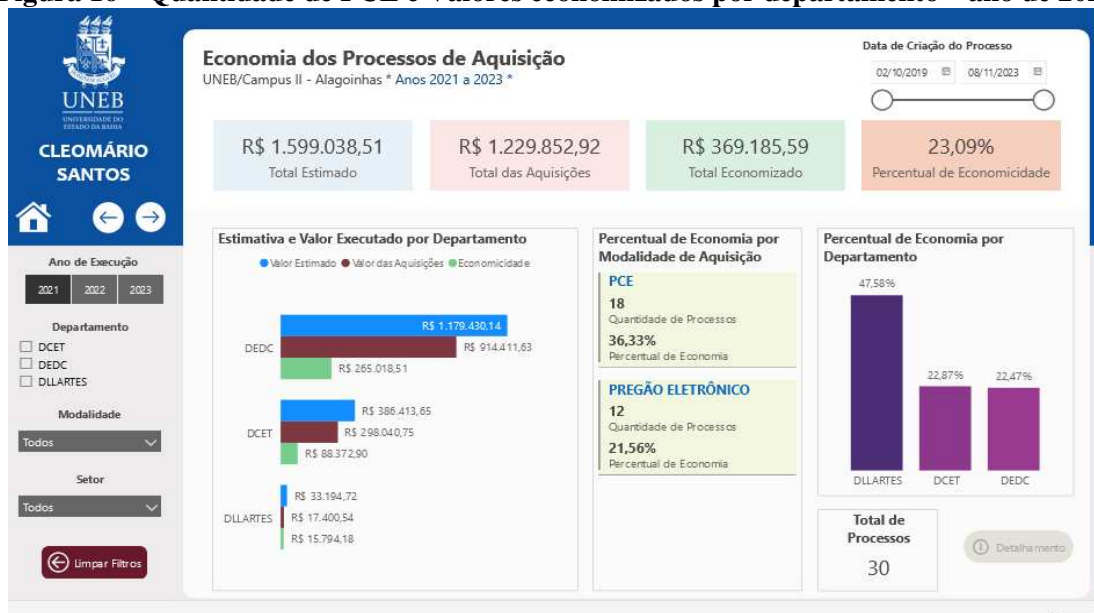 Figura 16 – Quantidade de PCE e valores economizados por departamento – ano de
UNEB
UNIVERSIDADE DO
ESTADO DA BAHIA
CLEOMÁRIO
SANTOS
Ano de Execução
2021 2022 2023
Departamento
DCET
DEDC
DLLARTES
Modalidade
Todos
Setor
Todos
Limpar Filtros
Economia dos Processos de Aquisição
UNEB/Campus II - Alagoinhas * Anos 2021 a 2023 *
Data de Criação do Processo
02/10/2019 08/11/2023
R$ 1.599.038,51
Total Estimado
R$ 1.229.852,92
Total das Aquisições
R$ 369.185,59
Total Economizado
23,09%
Percentual de Economicidade
Estimativa e Valor Executado por Departamento
Valor Estimado Valor das Aquisições Economicidade
DEDC
R$ 1.179.430,14
R$ 914.411,63
R$ 265.018,51
DCET
R$ 386.413,65
R$ 298.040,75
R$ 88.372,90
DLLARTES
R$ 33.194,72
R$ 17.400,54
R$ 15.794,18
Percentual de Economia por
Modalidade de Aquisição
PCE
18
Quantidade de Processos
36,33%
Percentual de Economia
PREGÃO ELETRÔNICO
12
Quantidade de Processos
21,56%
Percentual de Economia
Percentual de Economia por
Departamento
47,58%
22,87%
22,47%
DLLARTES DCET DEDC
Total de
Processos
30
Detalhamento